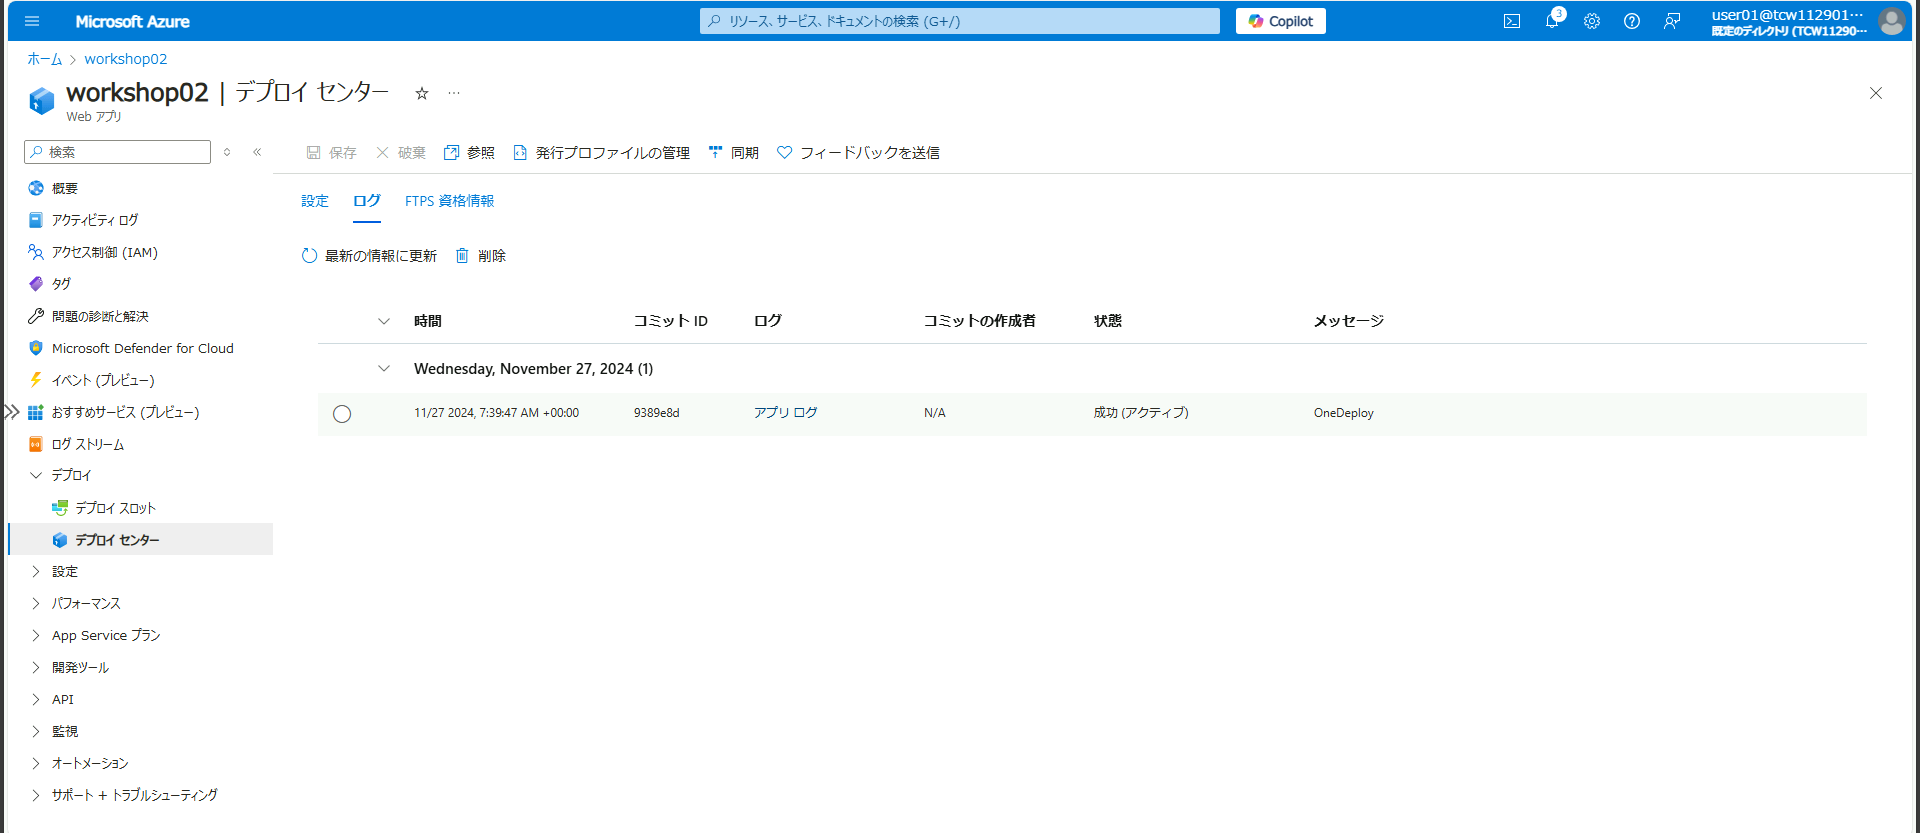 Microsoft Azure
リソース、サービス、ドキュメントの検索 (G+/)
Copilot
3
user01@tcw112901…
既定のディレクトリ (TCW11290…
ホーム > workshop02
workshop02 | デプロイ センター
Web アプリ
検索
保存
破棄
参照
発行プロファイルの管理
同期
フィードバックを送信
概要
アクティビティ ログ
アクセス制御 (IAM)
タグ
問題の診断と解決
Microsoft Defender for Cloud
イベント (プレビュー)
おすすめサービス (プレビュー)
ログ ストリーム
デプロイ
デプロイ スロット
デプロイ センター
設定
パフォーマンス
App Service プラン
開発ツール
API
監視
オートメーション
サポート + トラブルシューティング
設定
ログ
FTPS 資格情報
最新の情報に更新
削除
時間 コミット ID ログ コミットの作成者 状態 メッセージ
Wednesday, November 27, 2024 (1)
11/27 2024, 7:39:47 AM +00:00 9389e8d アプリ ログ N/A 成功 (アクティブ) OneDeploy